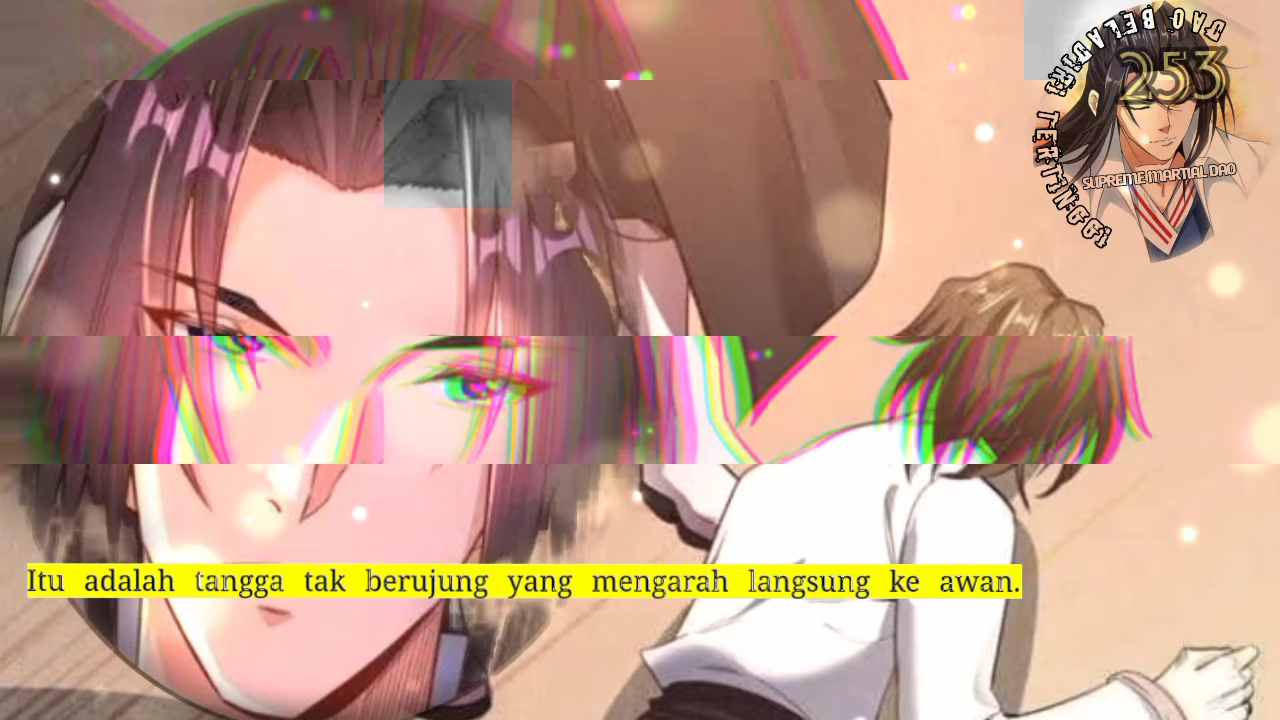 DAO BELADIRI TERTINGGI
253
SUPREME MARTIAL DAO
Itu adalah tangga tak berujung yang mengarah langsung ke awan.